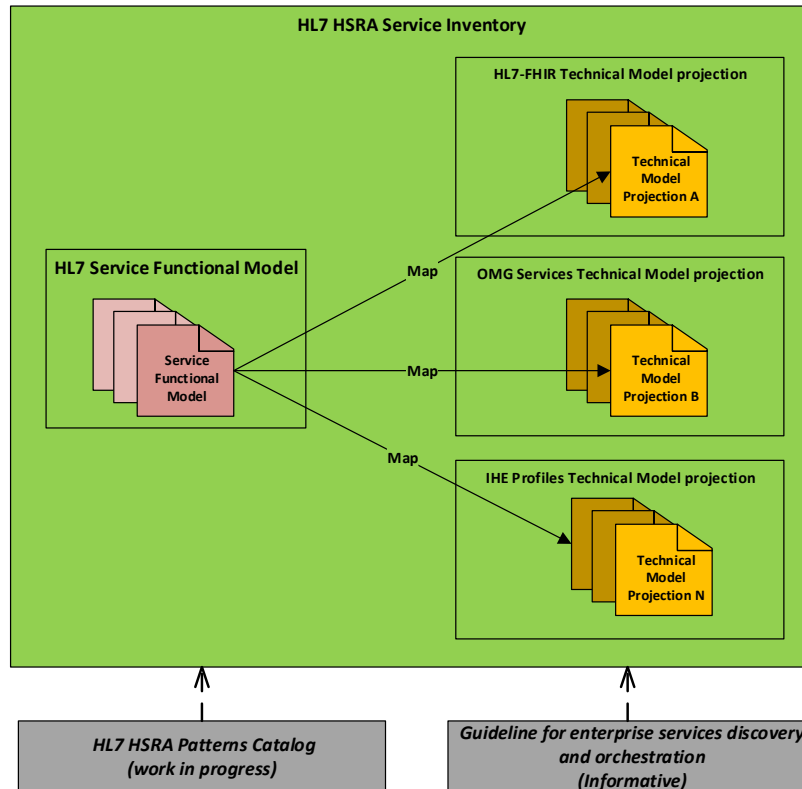 HL7 HSRA Service Inventory
HL7-FHIR Technical Model projection
Technical
Model
Projection A
HL7 Service Functional Model
Service
Functional
Model
Map
OMG Services Technical Model projection
Technical
Model
Projection B
Map
Map
IHE Profiles Technical Model projection
Technical
Model
Projection N
HL7 HSRA Patterns Catalog
(work in progress)
Guideline for enterprise services discovery
and orchestration
(Informative)